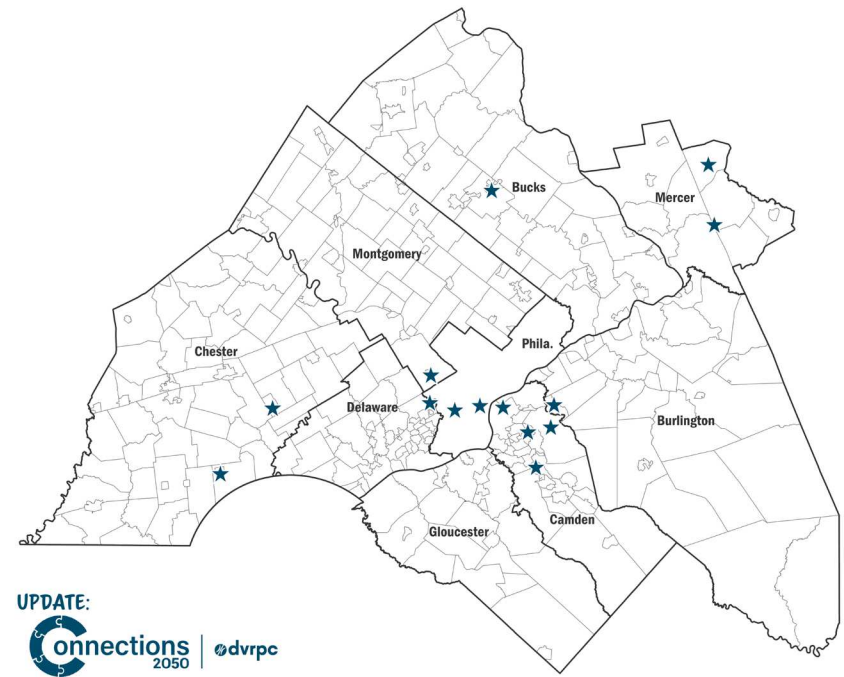 Bucks
Mercer
Montgomery
Phila.
Chester
Delaware
Burlington
Gloucester
Camden
UPDATE:
Connections
2050
dvrpc